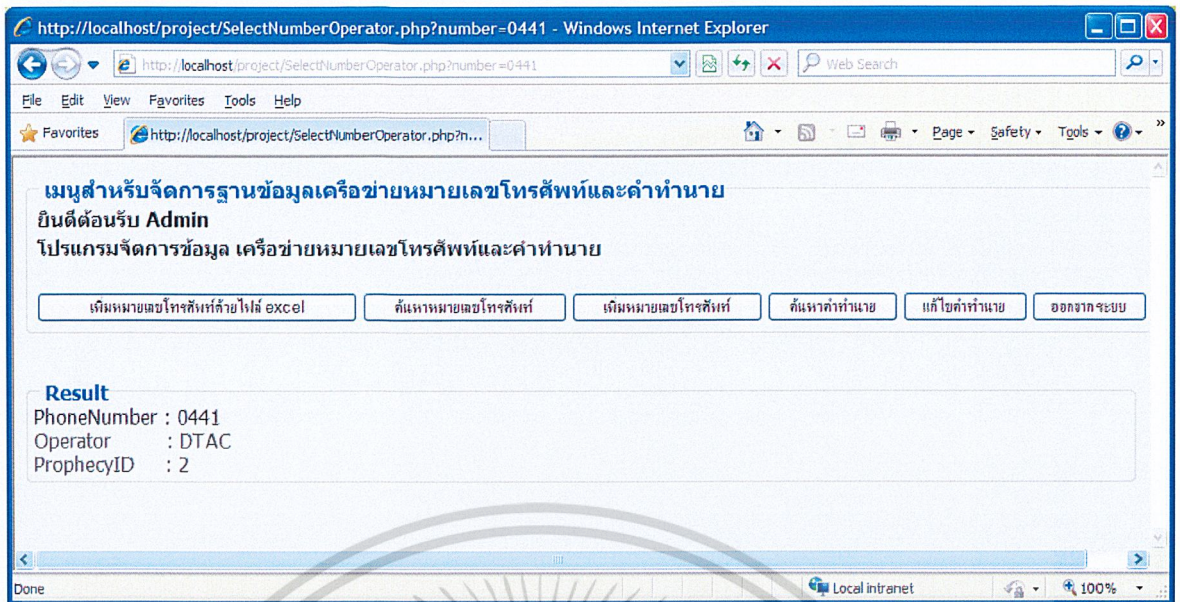 http://localhost/project/SelectNumberOperator.php?number=0441 - Windows Internet Explorer
http://localhost/project/SelectNumberOperator.php?number=0441 Web Search
File Edit View Favorites Tools Help
Favorites http://localhost/project/SelectNumberOperator.php?n... Page Safety Tools »
เมนูสำหรับจัดการฐานข้อมูลเครือข่ายหมายเลขโทรศัพท์และคำทำนาย
ยินดีต้อนรับ Admin
โปรแกรมจัดการข้อมูล เครือข่ายหมายเลขโทรศัพท์และคำทำนาย
เพิ่มหมายเลขโทรศัพท์ด้วยไฟล์ excel ค้นหาหมายเลขโทรศัพท์ เพิ่มหมายเลขโทรศัพท์ ค้นหาคำทำนาย แก้ไขคำทำนาย ออกจากระบบ
Result
PhoneNumber : 0441
Operator : DTAC
ProphecyID : 2
Done Local intranet 100%